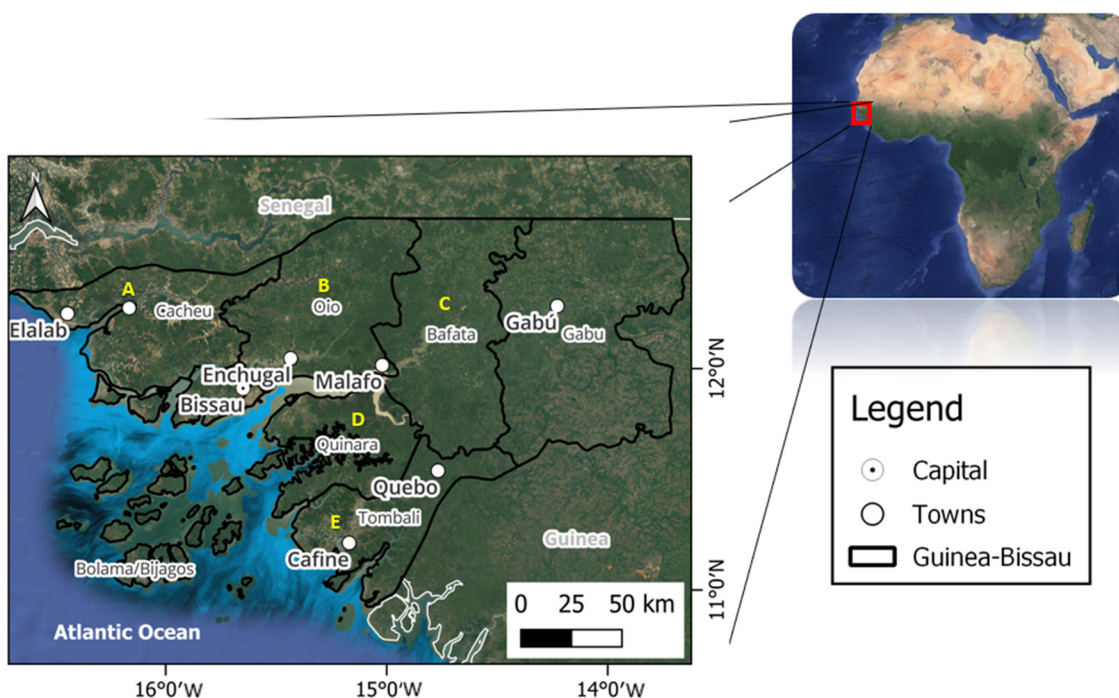 N
Senegal
A
B
Cacheu
Oio
C
Elalab
Gabú
Gabu
Bafata
Enchugal
Malafo
Bissau
D
Quinara
Quebo
E
Tombali
Cafine
Guinea
Bolama/Bijagos
Atlantic Ocean
0 25 50 km
12°0'N
11°0'N
16°0'W 15°0'W 14°0'W
Legend
Capital
Towns
Guinea-Bissau